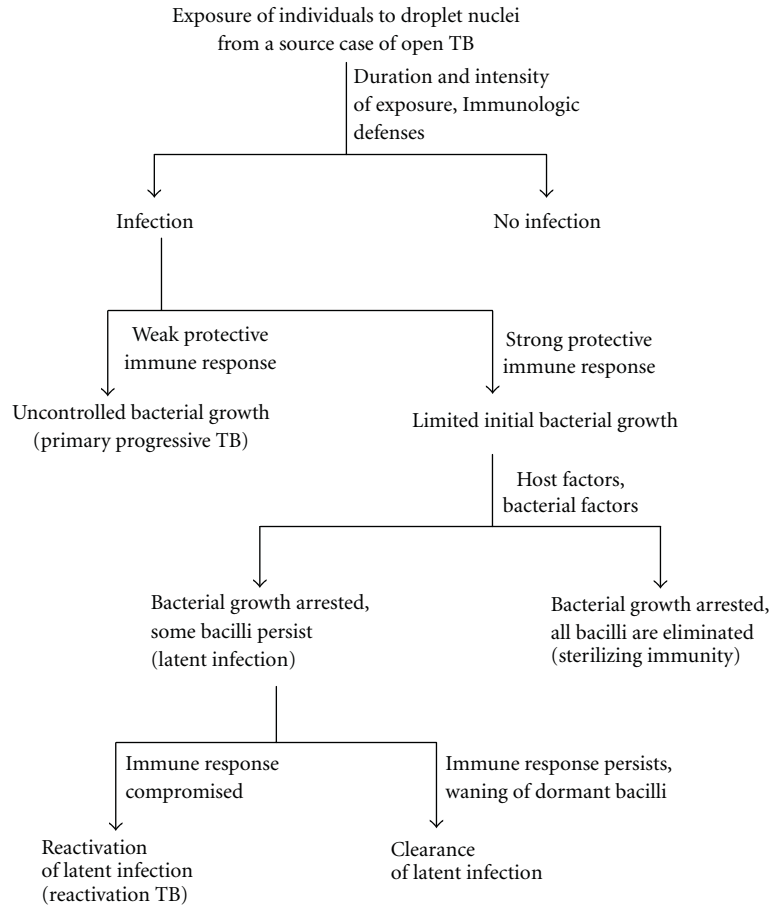 Exposure of individuals to droplet nuclei
from a source case of open TB
Duration and intensity
of exposure, Immunologic
defenses
Infection
No infection
Weak protective
immune response
Strong protective
immune response
Uncontrolled bacterial growth
(primary progressive TB)
Limited initial bacterial growth
Host factors,
bacterial factors
Bacterial growth arrested,
some bacilli persist
(latent infection)
Bacterial growth arrested,
all bacilli are eliminated
(sterilizing immunity)
Immune response
compromised
Immune response persists,
waning of dormant bacilli
Reactivation
of latent infection
(reactivation TB)
Clearance
of latent infection